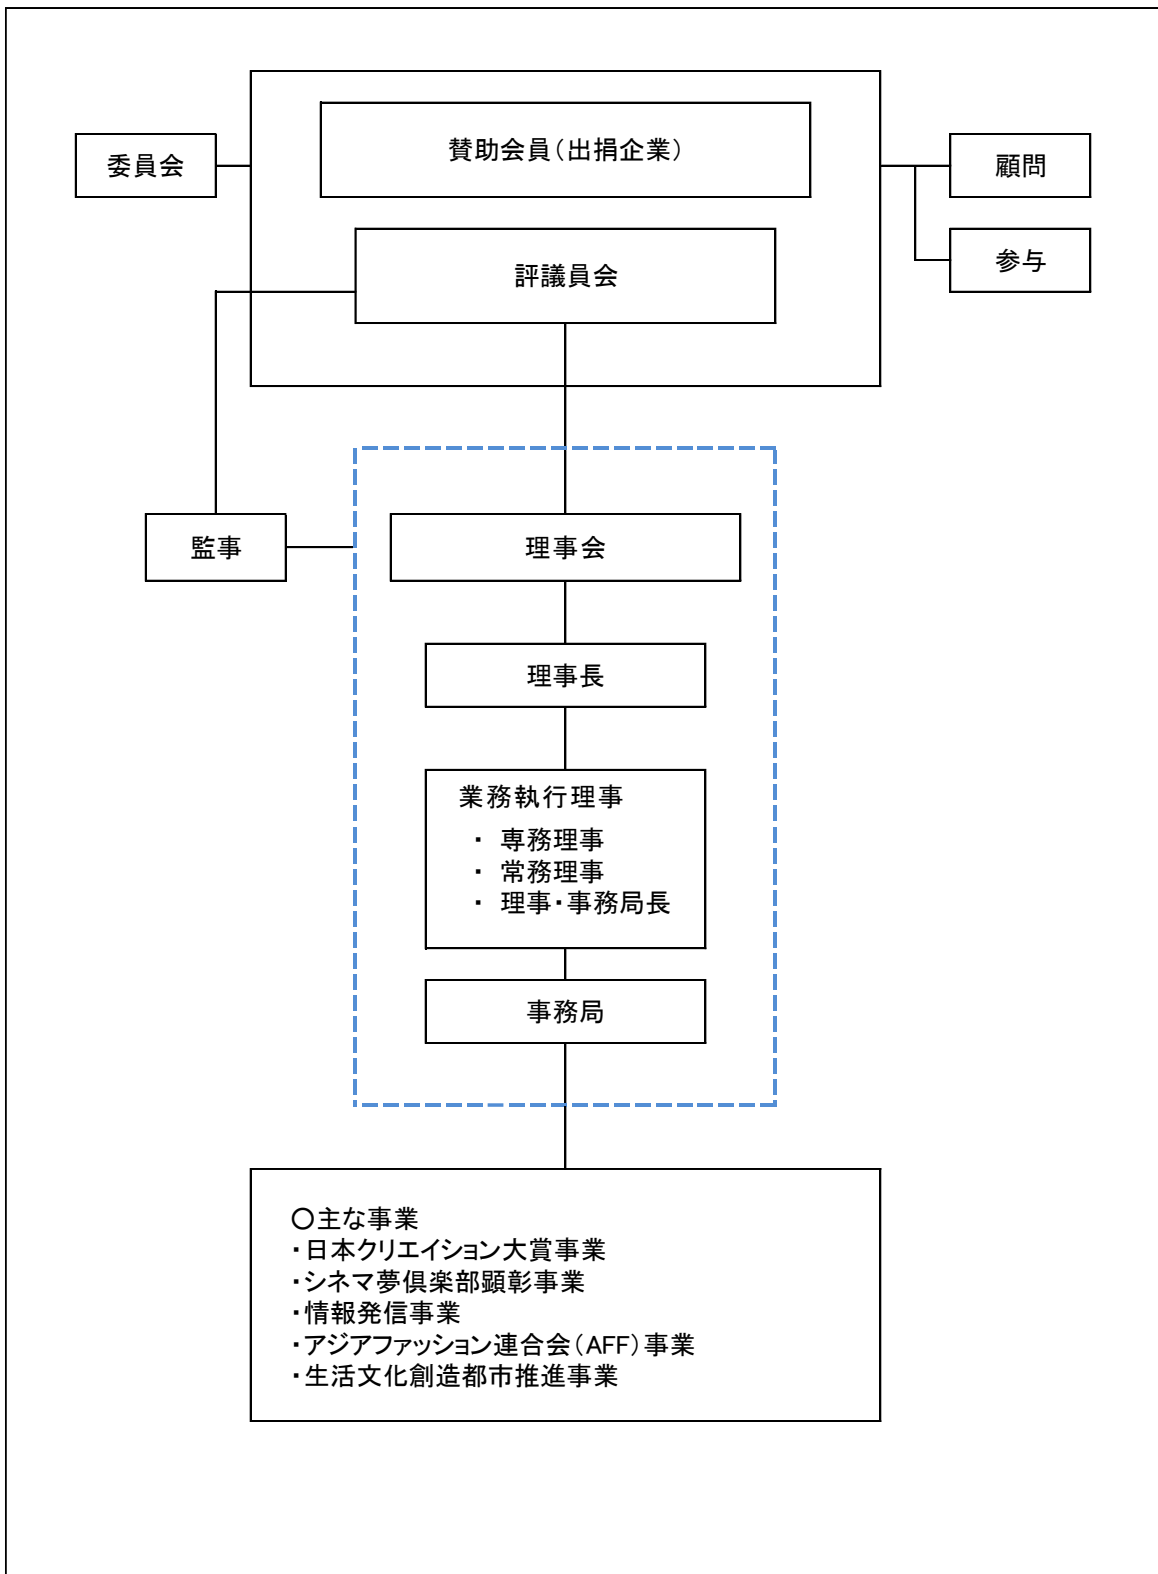 賛助会員（出捐企業）
委員会
顧問
評議員会
参与
監事
理事会
理事長
業務執行理事
・ 専務理事
・ 常務理事
・ 理事・事務局長
事務局
〇主な事業
・日本クリエイション大賞事業
・シネマ夢倶楽部顕彰事業
・情報発信事業
・アジアファッション連合会（AFF）事業
・生活文化創造都市推進事業